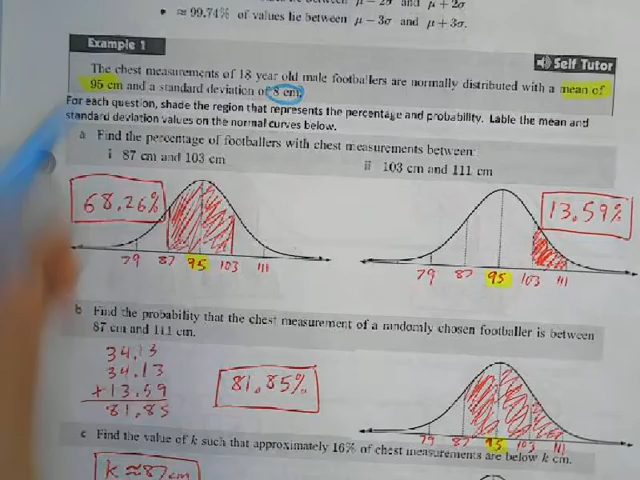 • ≈ 99.74% of values lie between μ − 3σ and μ + 3σ.
Example 1
Self Tutor
The chest measurements of 18 year old male footballers are normally distributed with a mean of
95 cm and a standard deviation of 8 cm.
For each question, shade the region that represents the percentage and probability. Lable the mean and
standard deviation values on the normal curves below.
a Find the percentage of footballers with chest measurements between:
i 87 cm and 103 cm
ii 103 cm and 111 cm
68.26%
13.59%
79 87 95 103 111
79 87 95 103 111
b Find the probability that the chest measurement of a randomly chosen footballer is between
87 cm and 111 cm.
34.13
34.13
+13.59
81.85
81.85%
79 87 95 103 111
c Find the value of k such that approximately 16% of chest measurements are below k cm.
k ≈ 87 cm